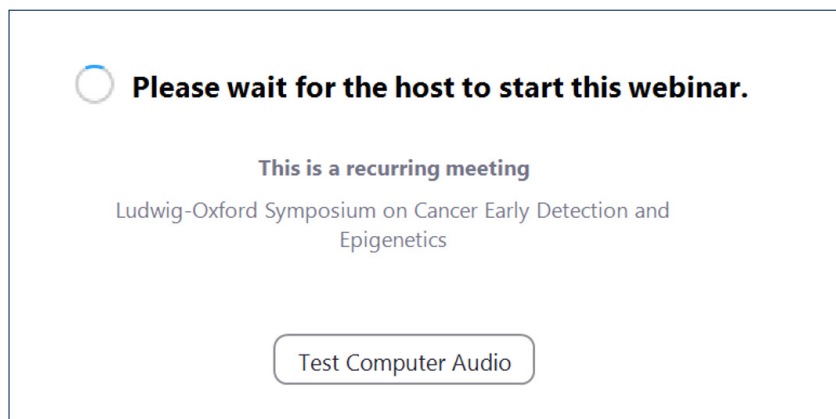 Please wait for the host to start this webinar.
This is a recurring meeting
Ludwig-Oxford Symposium on Cancer Early Detection and
Epigenetics
Test Computer Audio